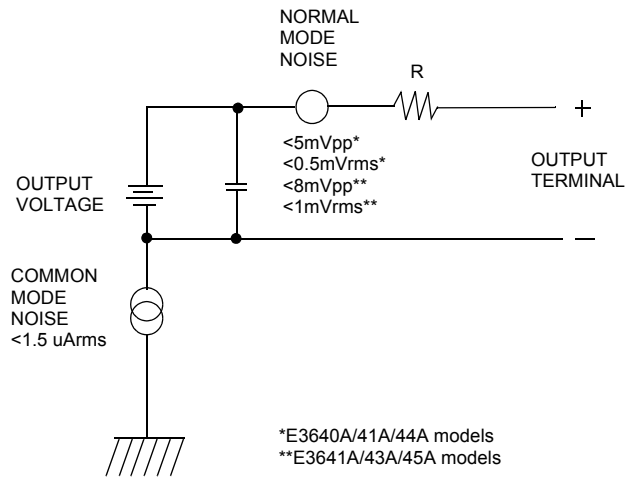 NORMAL
MODE
NOISE
R
+
<5mVpp*
<0.5mVrms*
<8mVpp**
<1mVrms**
OUTPUT
TERMINAL
OUTPUT
VOLTAGE
—
COMMON
MODE
NOISE
<1.5 uArms
*E3640A/41A/44A models
**E3641A/43A/45A models